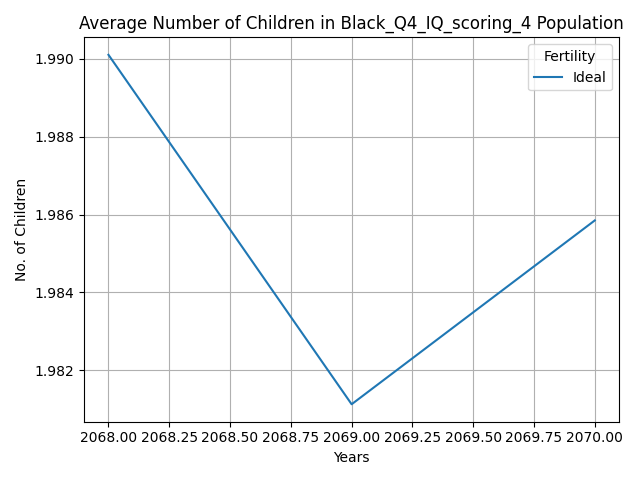 Average Number of Children in Black_Q4_IQ_scoring_4 Population
Fertility
Ideal
1.990
1.988
1.986
1.984
1.982
No. of Children
2068.00 2068.25 2068.50 2068.75 2069.00 2069.25 2069.50 2069.75 2070.00
Years